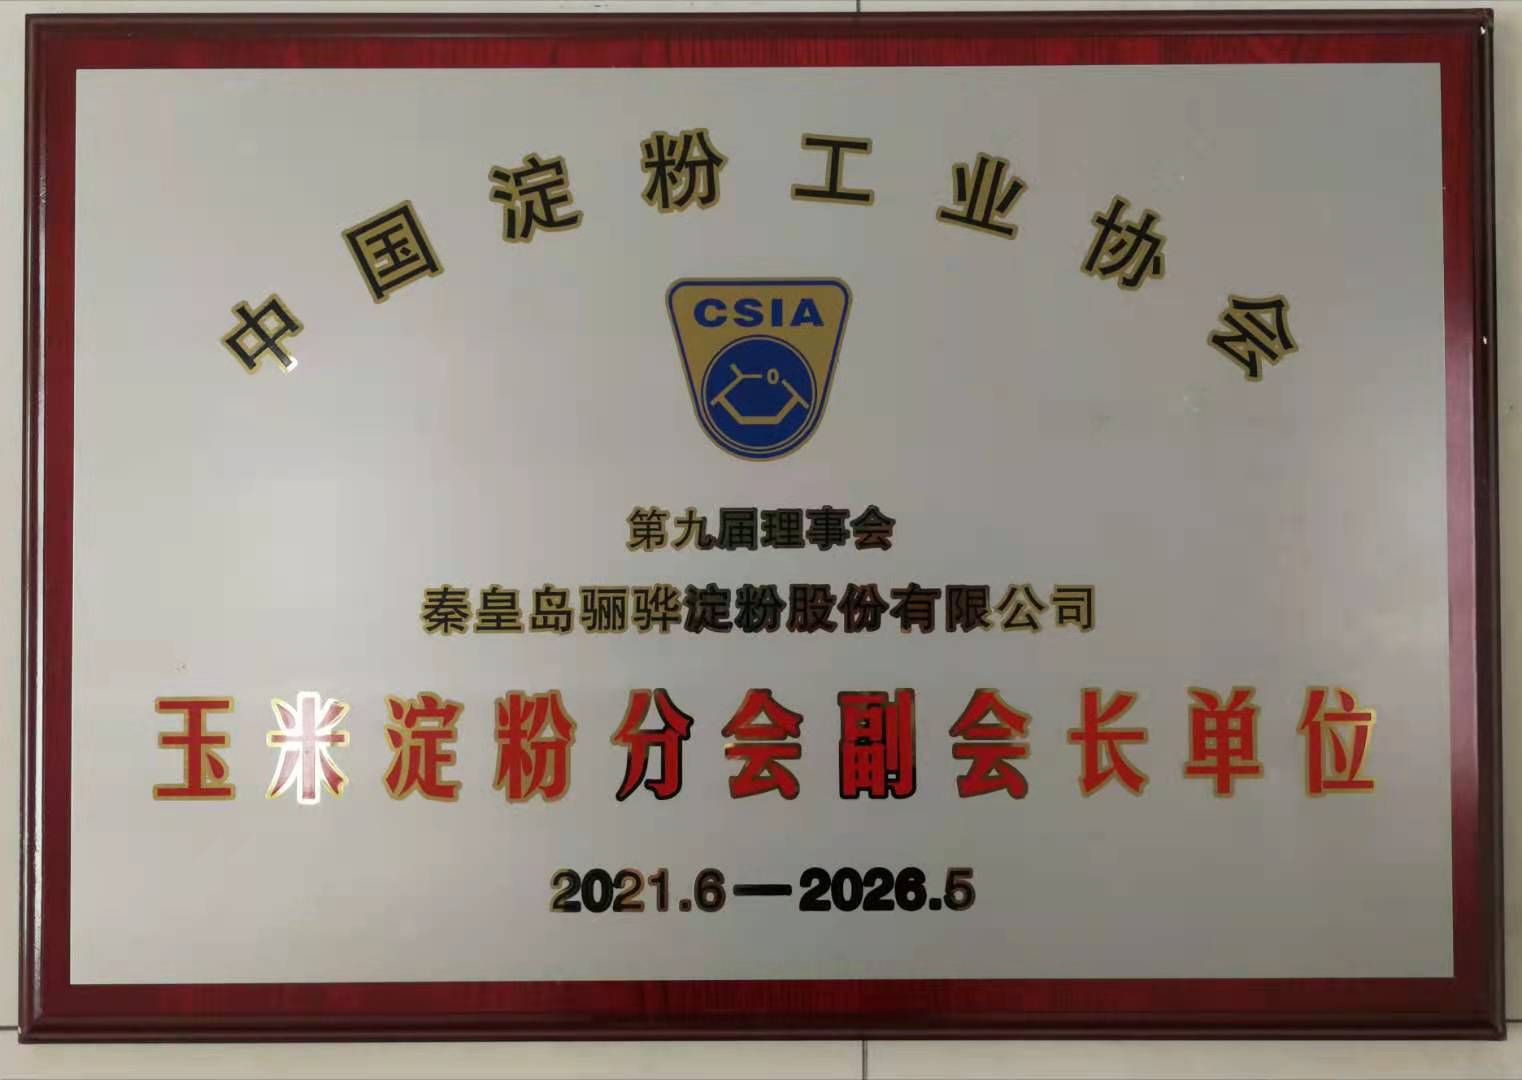 中国淀粉工业协会
CSIA
O
第九届理事会
秦皇岛骊骅淀粉股份有限公司
玉米淀粉分会副会长单位
2021.6—2026.5